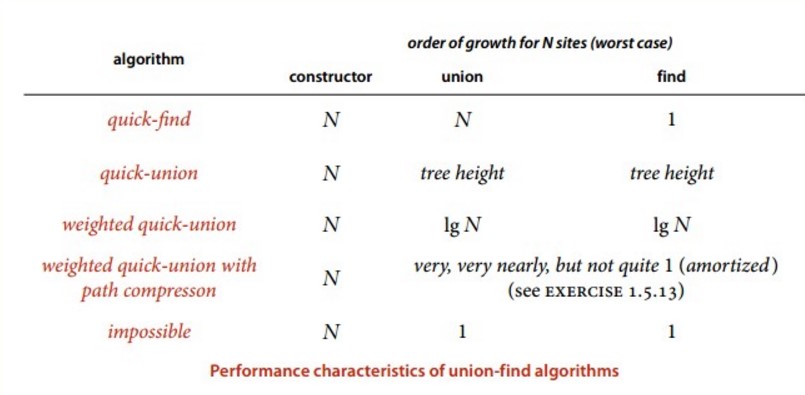 order of growth for N sites (worst case)
algorithm
constructor union find
quick-find N N 1
quick-union N tree height tree height
weighted quick-union N lg N lg N
weighted quick-union with
path compresson N very, very nearly, but not quite 1 (amortized)
(see EXERCISE 1.5.13)
impossible N 1 1
Performance characteristics of union-find algorithms